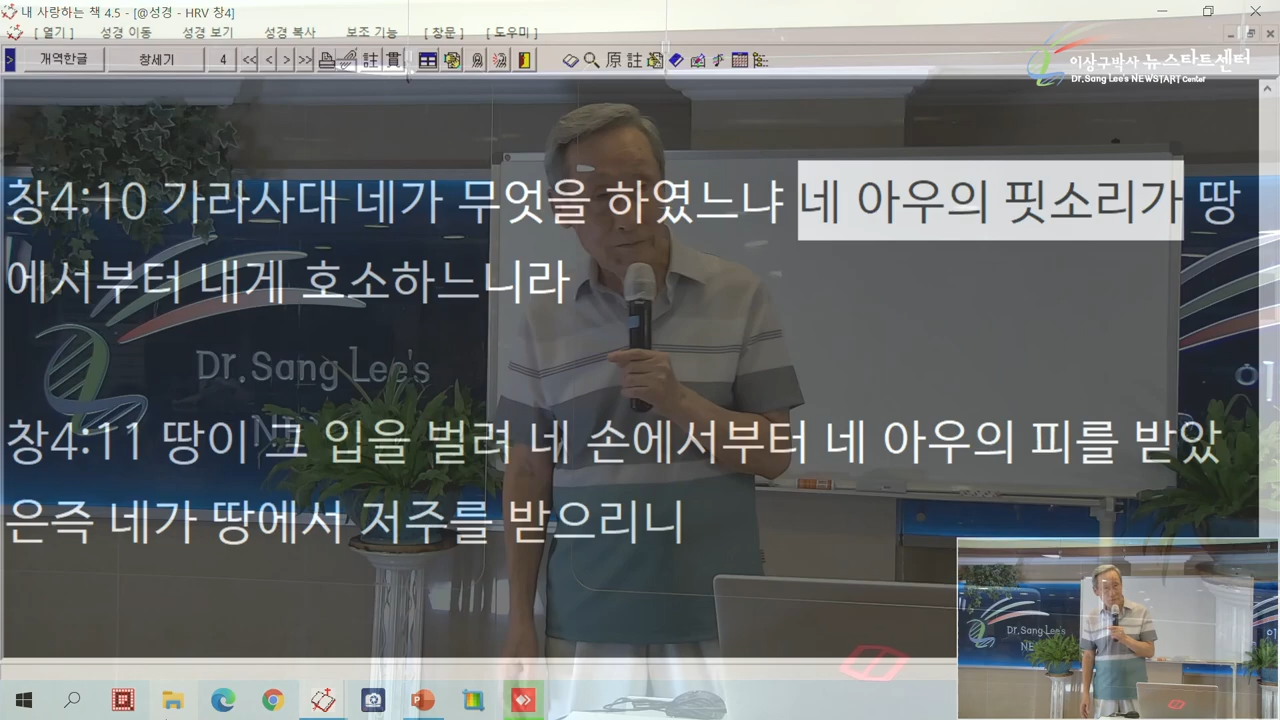 내 사랑하는 책 4.5 - [@성경 - HRV 창4]
[ 열기 ] 성경 이동 성경 보기 성경 복사 보조 기능 [ 창문 ] [ 도우미 ]
개역한글 창세기 4 << < > >> 註 貫 原 註
이상구박사 뉴스타트센터
Dr. Sang Lee's NEWSTART Center
창4:10 가라사대 네가 무엇을 하였느냐 네 아우의 핏소리가 땅
에서부터 내게 호소하느니라
Dr.Sang Lee's
창4:11 땅이 그 입을 벌려 네 손에서부터 네 아우의 피를 받았
은즉 네가 땅에서 저주를 받으리니
Dr.Sang Lee's
NE